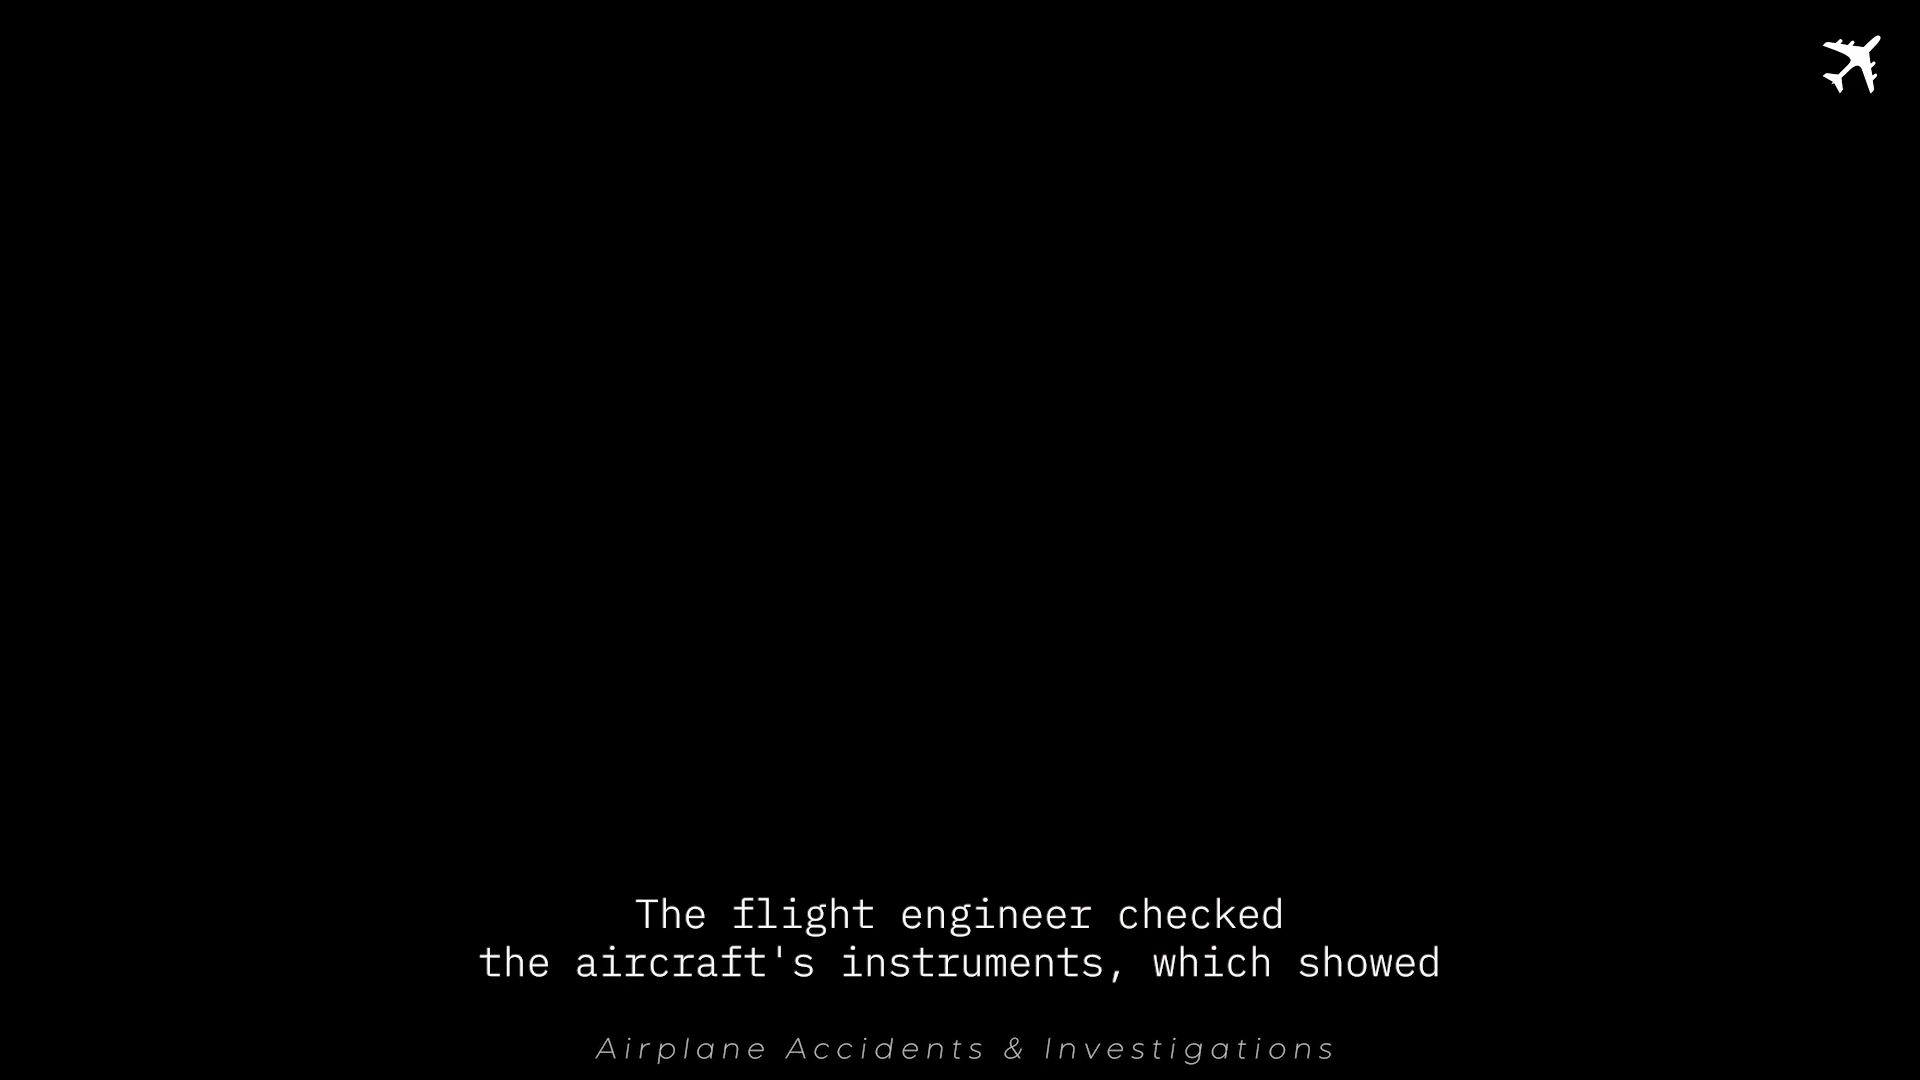 The flight engineer checked
the aircraft's instruments, which showed
Airplane Accidents & Investigations